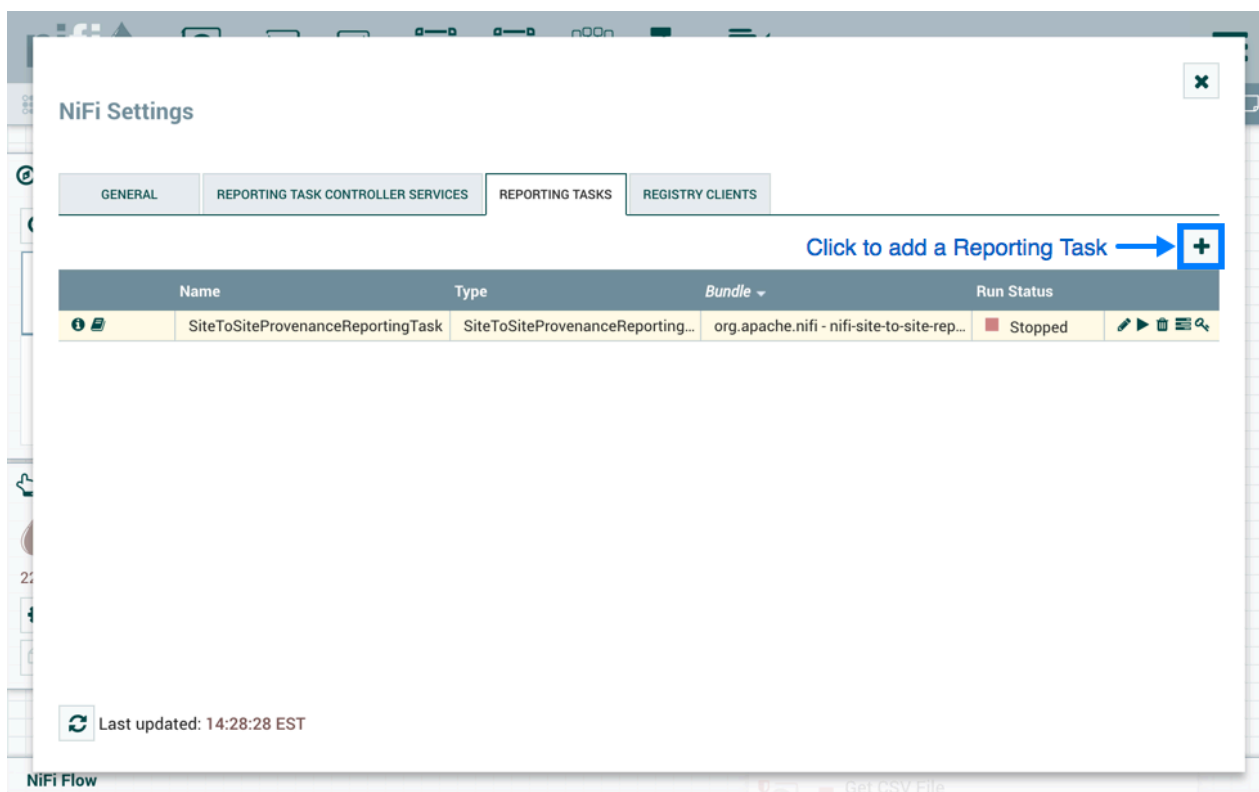 nifi
NiFi Settings
GENERAL REPORTING TASK CONTROLLER SERVICES REPORTING TASKS REGISTRY CLIENTS
Click to add a Reporting Task
Name Type Bundle Run Status
SiteToSiteProvenanceReportingTask SiteToSiteProvenanceReporting... org.apache.nifi - nifi-site-to-site-rep... Stopped
22
Last updated: 14:28:28 EST
NiFi Flow
Get CSV File